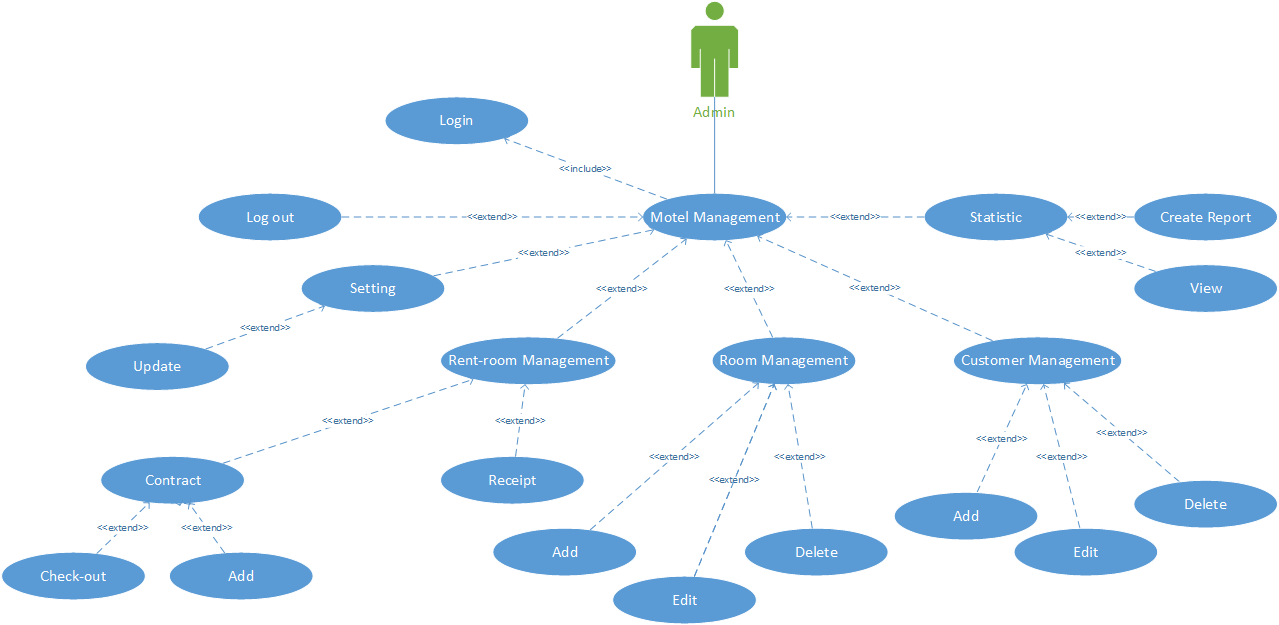 Admin
Login
<<include>>
Log out
<<extend>>
Motel Management
<<extend>>
Statistic
<<extend>>
Create Report
<<extend>>
<<extend>>
Setting
<<extend>>
<<extend>>
<<extend>>
View
<<extend>>
Update
Rent-room Management
Room Management
Customer Management
<<extend>>
<<extend>>
<<extend>>
<<extend>>
<<extend>>
<<extend>>
<<extend>>
Contract
Receipt
<<extend>>
Delete
Add
<<extend>>
<<extend>>
Add
Delete
Edit
Check-out
Add
Edit